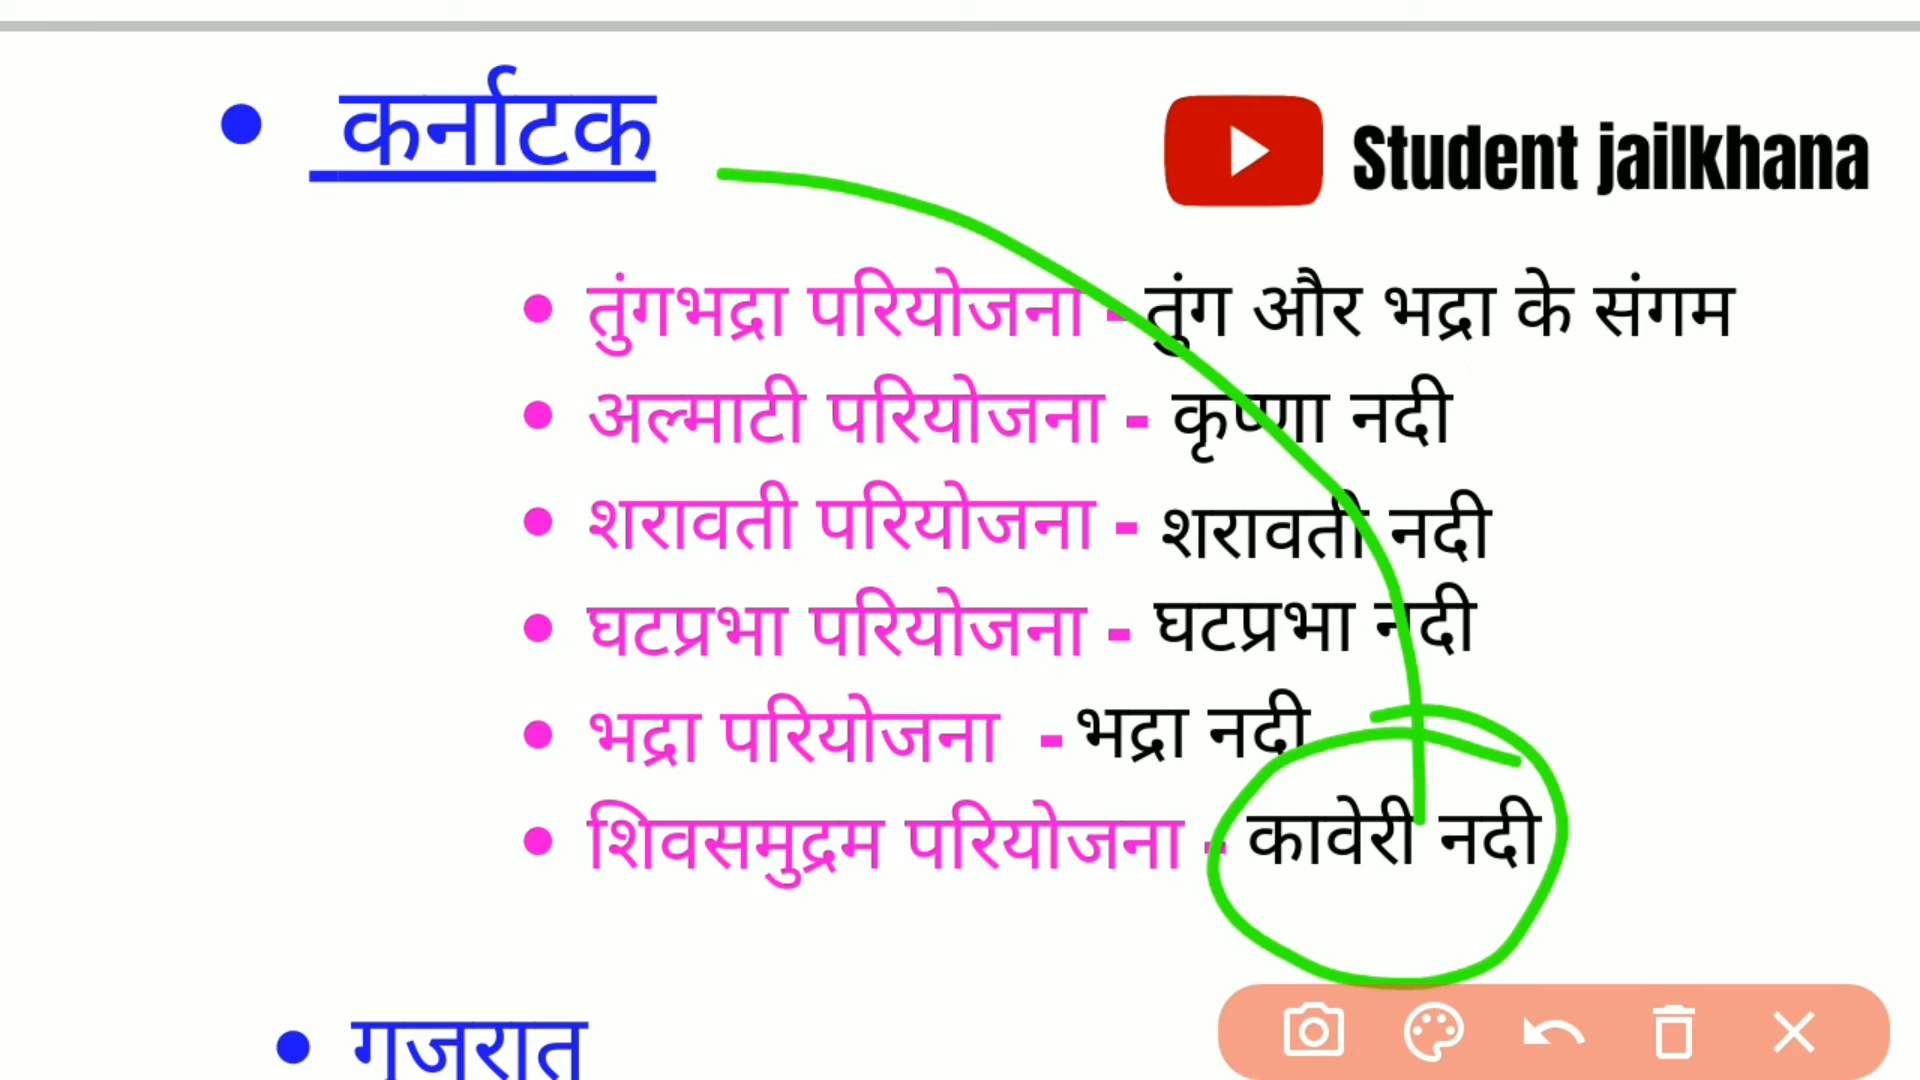 कर्नाटक
Student jailkhana
तुंगभद्रा परियोजना - तुंग और भद्रा के संगम
अल्माटी परियोजना - कृष्णा नदी
शरावती परियोजना - शरावती नदी
घटप्रभा परियोजना - घटप्रभा नदी
भद्रा परियोजना - भद्रा नदी
शिवसमुद्रम परियोजना - कावेरी नदी
गुजरात